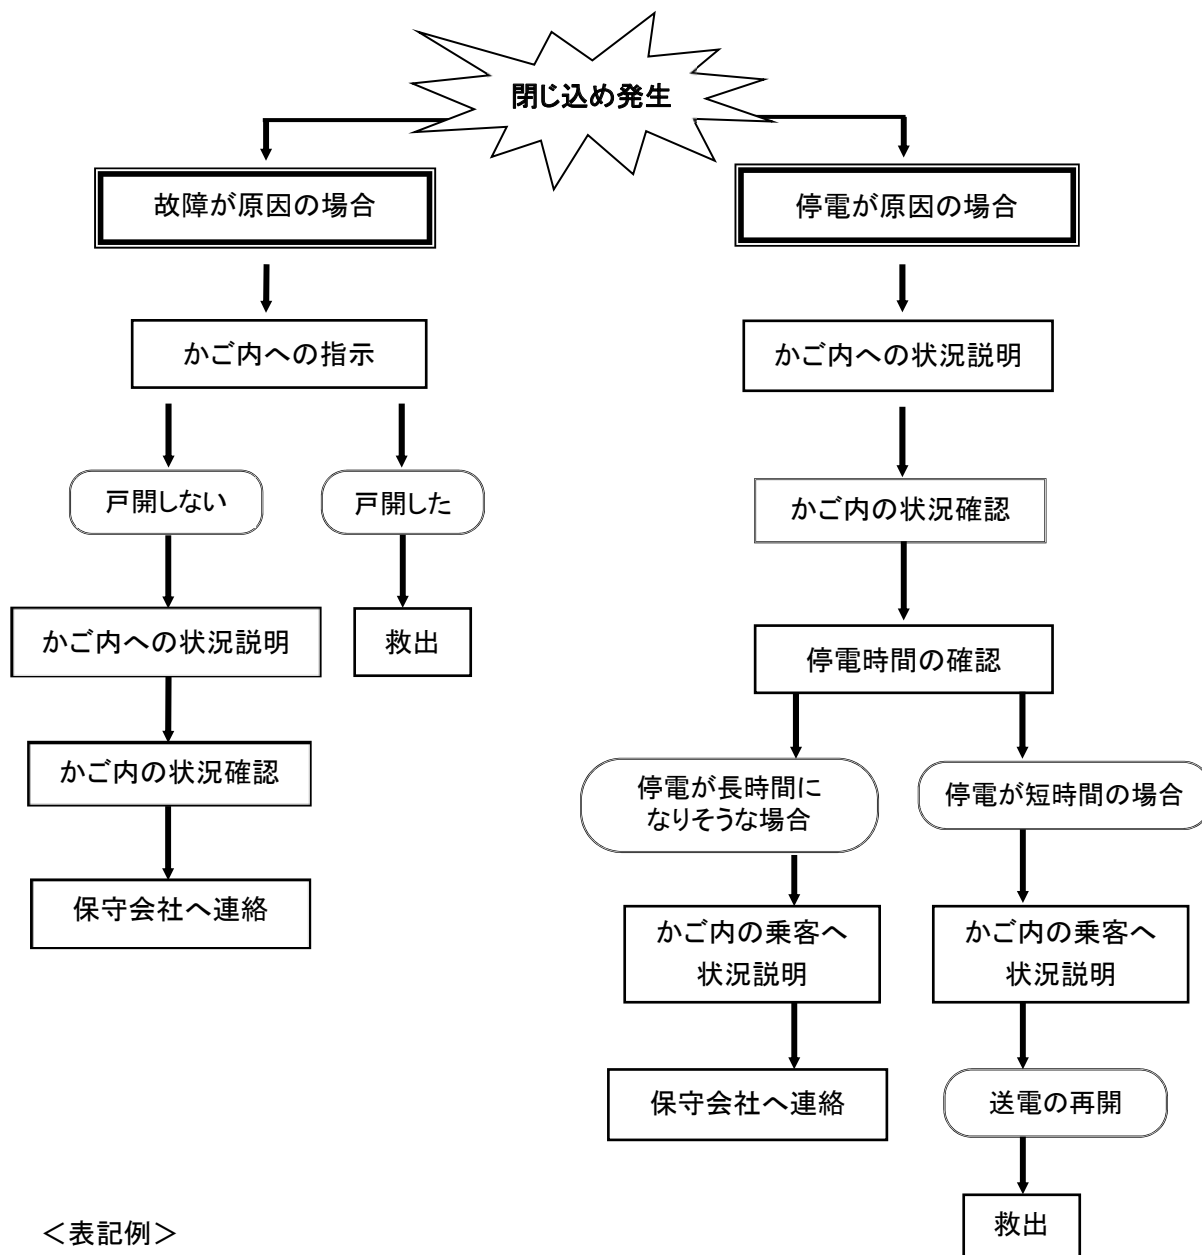 閉じ込め発生
故障が原因の場合
かご内への指示
戸開しない
戸開した
かご内への状況説明
救出
かご内の状況確認
保守会社へ連絡
停電が原因の場合
かご内への状況説明
かご内の状況確認
停電時間の確認
停電が長時間に
なりそうな場合
かご内の乗客へ
状況説明
保守会社へ連絡
停電が短時間の場合
かご内の乗客へ
状況説明
送電の再開
救出
＜表記例＞